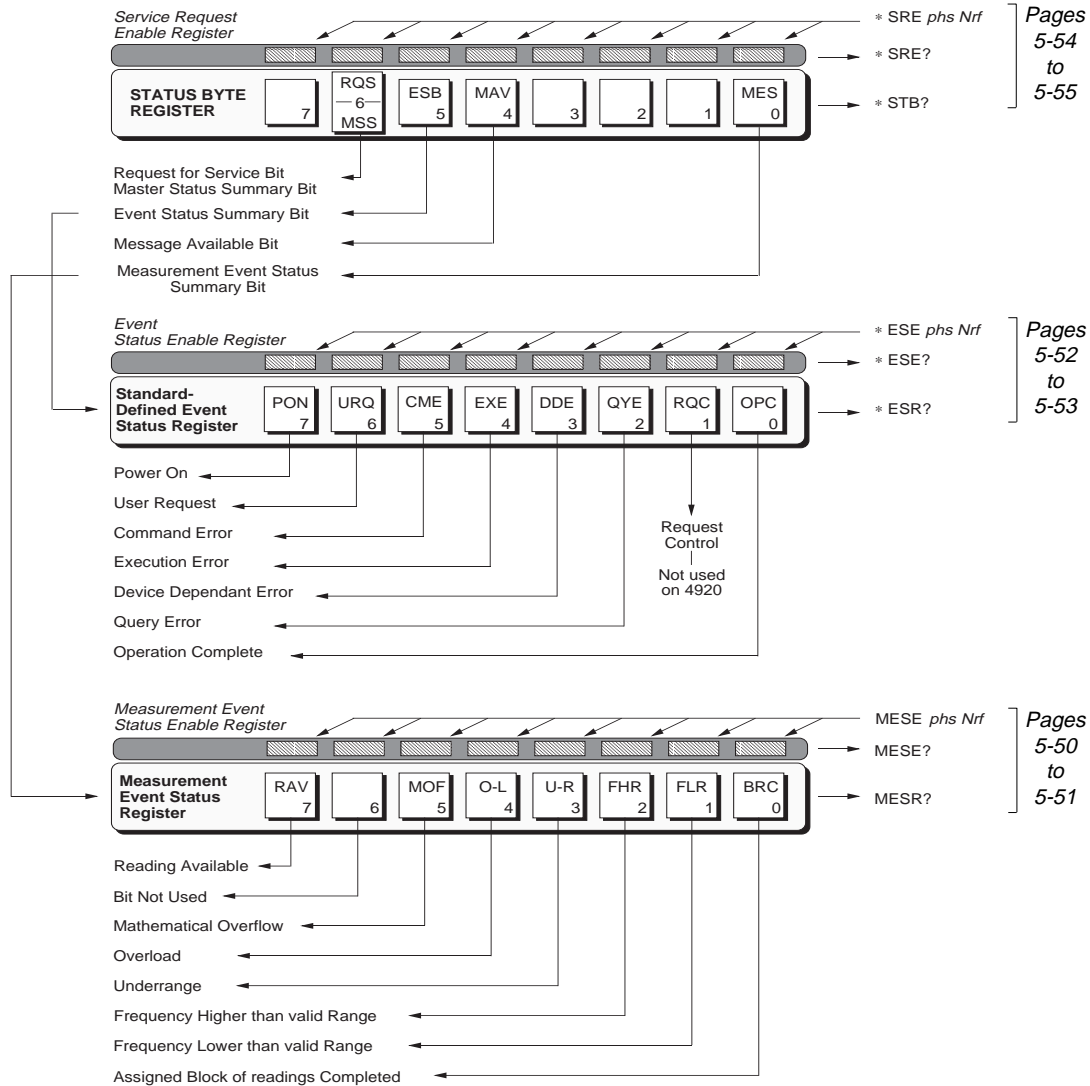 Service Request
Enable Register
∗ SRE phs Nrf
∗ SRE?
Pages
5-54
to
5-55
STATUS BYTE
REGISTER
7
RQS
6
MSS
ESB
5
MAV
4
3
2
1
MES
0
∗ STB?
Request for Service Bit
Master Status Summary Bit
Event Status Summary Bit
Message Available Bit
Measurement Event Status
Summary Bit
Event
Status Enable Register
∗ ESE phs Nrf
∗ ESE?
Pages
5-52
to
5-53
Standard-
Defined Event
Status Register
PON
7
URQ
6
CME
5
EXE
4
DDE
3
QYE
2
RQC
1
OPC
0
∗ ESR?
Power On
User Request
Command Error
Execution Error
Device Dependant Error
Query Error
Operation Complete
Request
Control
Not used
on 4920
Measurement Event
Status Enable Register
MESE phs Nrf
MESE?
Pages
5-50
to
5-51
Measurement
Event Status
Register
RAV
7
6
MOF
5
O-L
4
U-R
3
FHR
2
FLR
1
BRC
0
MESR?
Reading Available
Bit Not Used
Mathematical Overflow
Overload
Underrange
Frequency Higher than valid Range
Frequency Lower than valid Range
Assigned Block of readings Completed